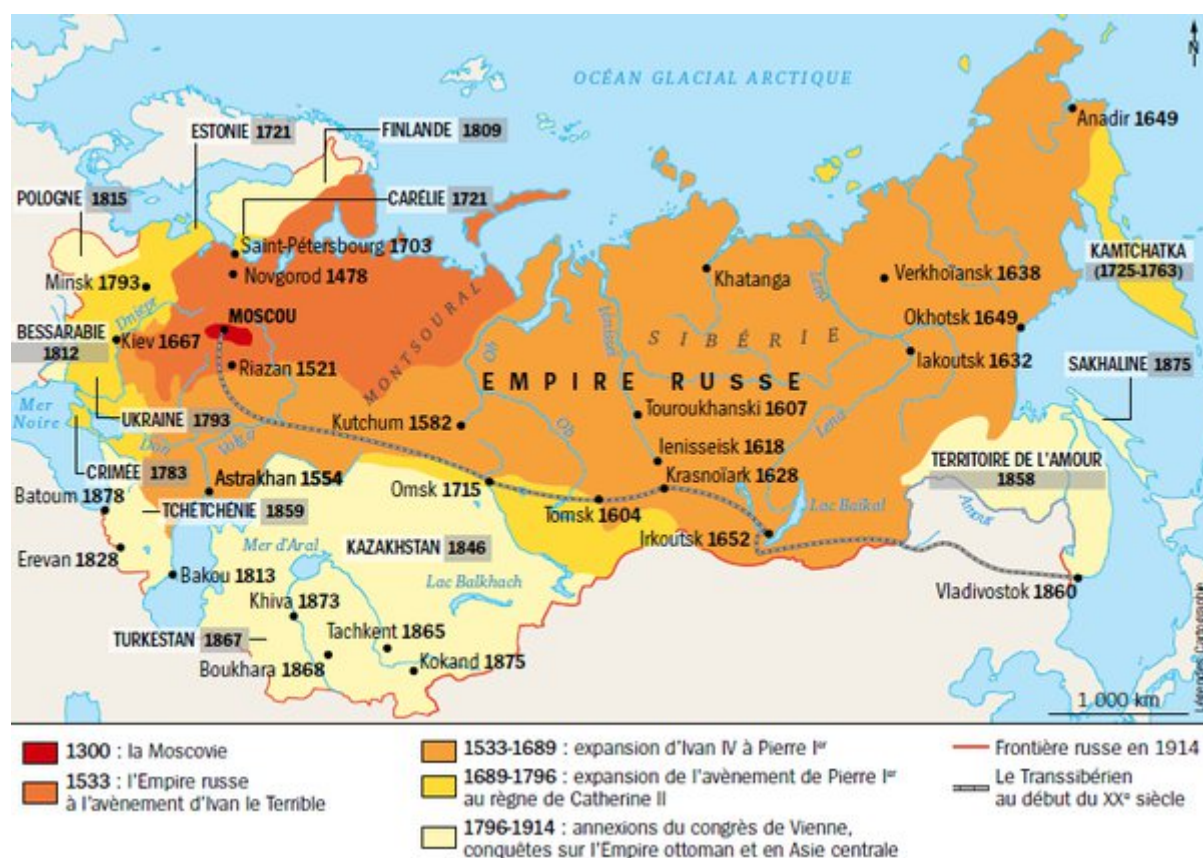 OCÉAN GLACIAL ARCTIQUE
N
ESTONIE 1721
FINLANDE 1809
POLOGNE 1815
CARÉLIE 1721
Saint-Pétersbourg 1703
Anadir 1649
Minsk 1793
Novgorod 1478
Khatanga
Verkhoïansk 1638
KAMTCHATKA
(1725-1763)
Dniepr
MOSCOU
MONTS OURAL
Ob
Iénisseï
Lena
SIBÉRIE
Okhotsk 1649
BESSARABIE
1812
Kiev 1667
Riazan 1521
Iakoutsk 1632
SAKHALINE 1875
EMPIRE RUSSE
Mer
Noire
UKRAINE 1793
Kutchum 1582
Touroukhanski 1607
Don
Volga
Ob
Lena
Ienisseisk 1618
CRIMÉE 1783
Astrakhan 1554
Omsk 1715
Krasnoïark 1628
TERRITOIRE DE L'AMOUR
1858
Batoum 1878
TCHÉTCHÉNIE 1859
Tomsk 1604
Lac Baïkal
Amour
Erevan 1828
Mer d'Aral
KAZAKHSTAN 1846
Irkoutsk 1652
Bakou 1813
Lac Balkhach
Vladivostok 1860
Khiva 1873
TURKESTAN 1867
Tachkent 1865
Boukhara 1868
Kokand 1875
1 000 km
Légendes Cartographie
1300 : la Moscovie
1533 : l'Empire russe
à l'avènement d'Ivan le Terrible
1533-1689 : expansion d'Ivan IV à Pierre Ier
1689-1796 : expansion de l'avènement de Pierre Ier
au règne de Catherine II
1796-1914 : annexions du congrès de Vienne,
conquêtes sur l'Empire ottoman et en Asie centrale
Frontière russe en 1914
Le Transsibérien
au début du XXe siècle